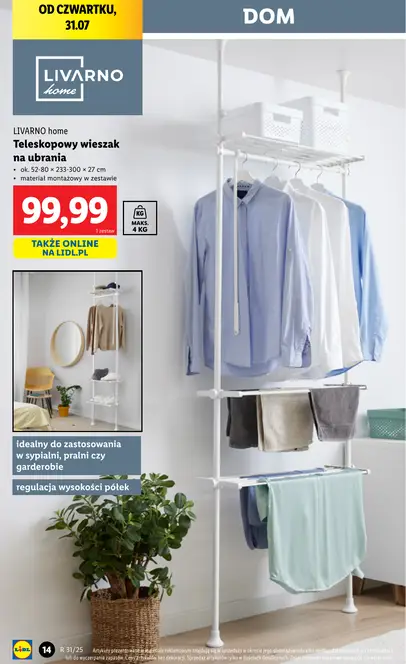 OD CZWARTKU,
31.07
DOM
LIVARNO
home
LIVARNO home
Teleskopowy wieszak
na ubrania
• ok. 52-80 × 233-300 × 27 cm
• materiał montażowy w zestawie
99,99
1 zestaw
KG
MAKS.
4 KG
TAKŻE ONLINE
NA LIDL.PL
idealny do zastosowania
w sypialni, pralni czy
garderobie
regulacja wysokości półek
LIDL
14
R 31/25